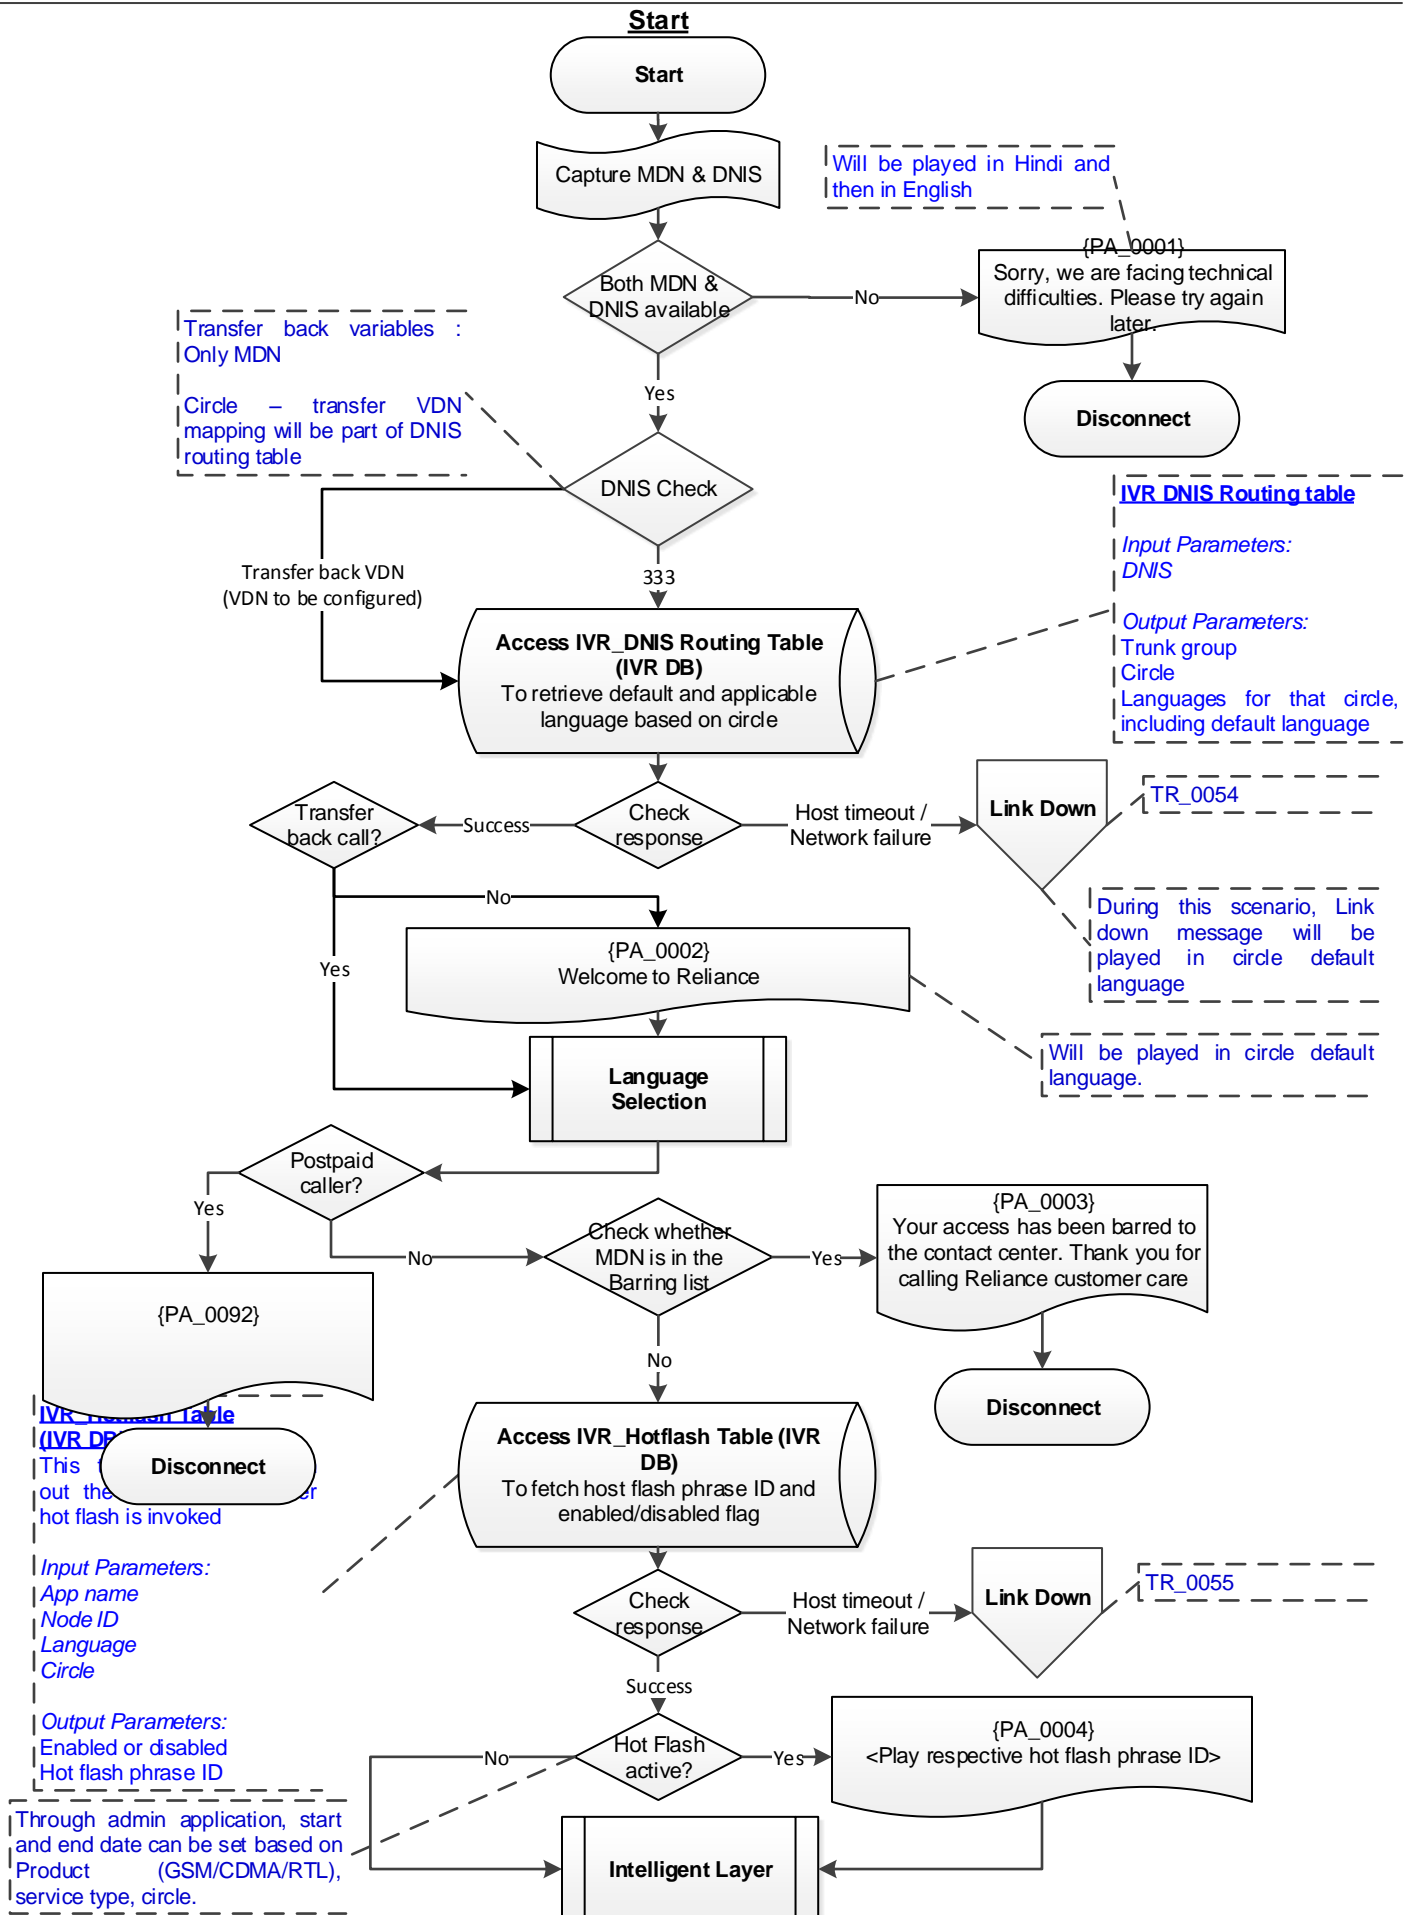 Start
Start
Capture MDN & DNIS
Will be played in Hindi and
then in English
Both MDN &
DNIS available
No
{PA_0001}
Sorry, we are facing technical
difficulties. Please try again
later.
Transfer back variables :
Only MDN
Circle – transfer VDN
mapping will be part of DNIS
routing table
Yes
Disconnect
DNIS Check
IVR DNIS Routing table
Input Parameters:
DNIS
Output Parameters:
Trunk group
Circle
Languages for that circle,
including default language
Transfer back VDN
(VDN to be configured)
333
Access IVR_DNIS Routing Table
(IVR DB)
To retrieve default and applicable
language based on circle
Transfer
back call?
Success
Check
response
Host timeout /
Network failure
Link Down
TR_0054
No
During this scenario, Link
down message will be
played in circle default
language
Yes
{PA_0002}
Welcome to Reliance
Will be played in circle default
language.
Language
Selection
Postpaid
caller?
Yes
No
Check whether
MDN is in the
Barring list
Yes
{PA_0003}
Your access has been barred to
the contact center. Thank you for
calling Reliance customer care
{PA_0092}
No
Disconnect
IVR_Hotflash Table
(IVR DB
This
out the
hot flash is invoked
Disconnect
Input Parameters:
App name
Node ID
Language
Circle
Output Parameters:
Enabled or disabled
Hot flash phrase ID
Access IVR_Hotflash Table (IVR
DB)
To fetch host flash phrase ID and
enabled/disabled flag
Check
response
Host timeout /
Network failure
Link Down
TR_0055
Success
Hot Flash
active?
No
Yes
{PA_0004}
<Play respective hot flash phrase ID>
Through admin application, start
and end date can be set based on
Product (GSM/CDMA/RTL),
service type, circle.
Intelligent Layer